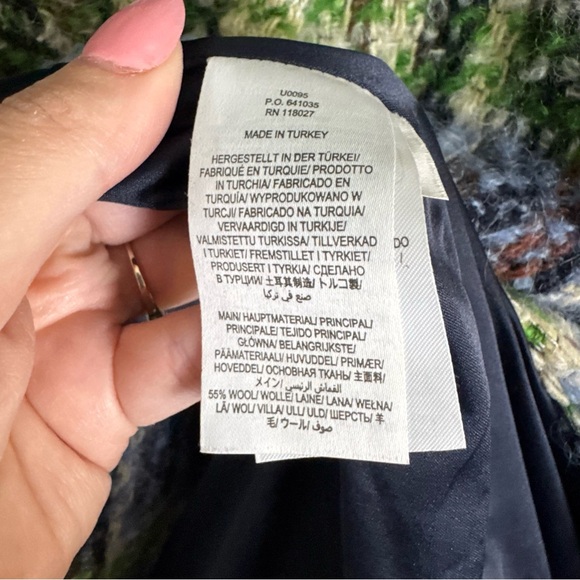 U0095
P.O. 641035
RN 118027
MADE IN TURKEY
HERGESTELLT IN DER TÜRKEI/
FABRIQUÉ EN TURQUIE/ PRODOTTO
IN TURCHIA/ FABRICADO EN
TURQUÍA/ WYPRODUKOWANO W
TURCJI/ FABRICADO NA TURQUIA/
VERVAARDIGD IN TURKIJE/
VALMISTETTU TURKISSA/ TILLVERKAD
I TURKIET/ FREMSTILLET I TYRKIET/
PRODUSERT I TYRKIA/ СДЕЛАНО
В ТУРЦИИ/ 土耳其制造/ トルコ製/
صنع في تركيا
MAIN/ HAUPTMATERIAL/ PRINCIPAL/
PRINCIPALE/ TEJIDO PRINCIPAL/
GŁÓWNA/ BELANGRIJKSTE/
PÄÄMATERIAALI/ HUVUDDEL/ PRIMÆR/
HOVEDDEL/ ОСНОВНАЯ ТКАНЬ/ 主面料/
メイン/ القماش الرئيسي/
55% WOOL/ WOLLE/ LAINE/ LANA/ WEŁNA/
LÃ/ WOL/ VILLA/ ULL/ ULD/ ШЕРСТЬ/ 羊
毛/ ウール/ صوف/
DO